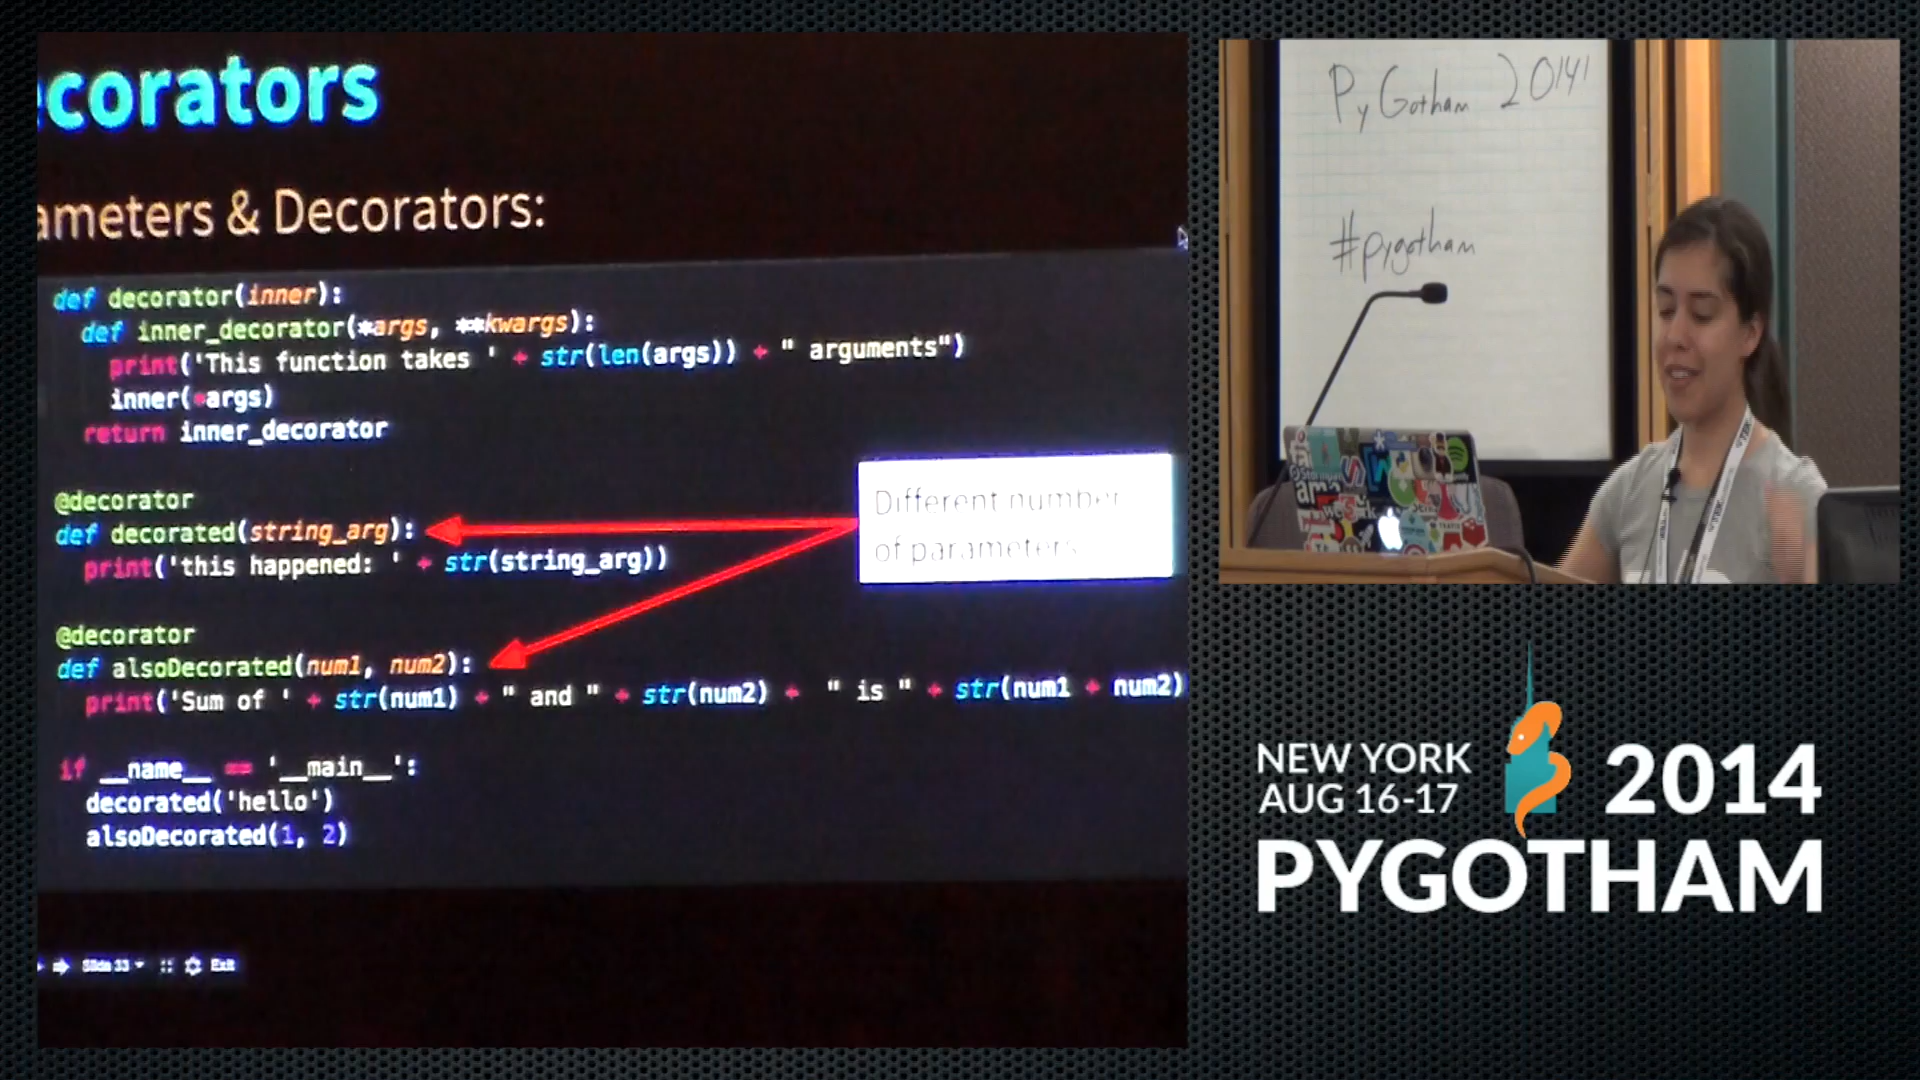 ecorators
ameters & Decorators:
def decorator(inner):
def inner_decorator(*args, **kwargs):
print('This function takes ' + str(len(args)) + " arguments")
inner(*args)
return inner_decorator
@decorator
def decorated(string_arg):
print('this happened: ' + str(string_arg))
@decorator
def alsoDecorated(num1, num2):
print('Sum of ' + str(num1) + " and " + str(num2) + " is " + str(num1 + num2)
if __name__ == '__main__':
decorated('hello')
alsoDecorated(1, 2)
Different number
of parameters
Slide 33
Exit
PyGotham 2014
#pygotham
NEW YORK
AUG 16-17
2014
PYGOTHAM